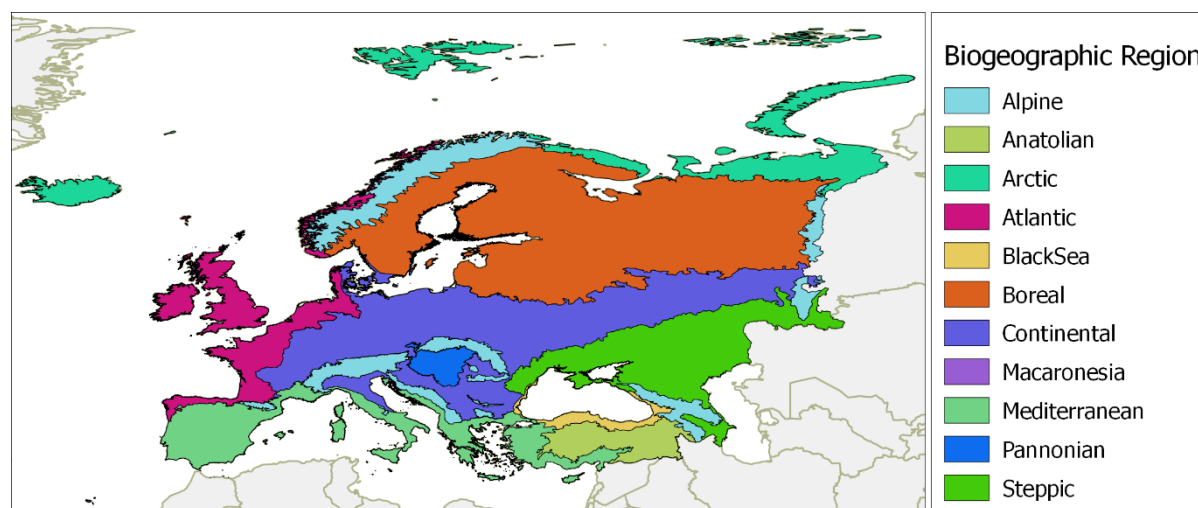 Biogeographic Region
Alpine
Anatolian
Arctic
Atlantic
BlackSea
Boreal
Continental
Macaronesia
Mediterranean
Pannonian
Steppic